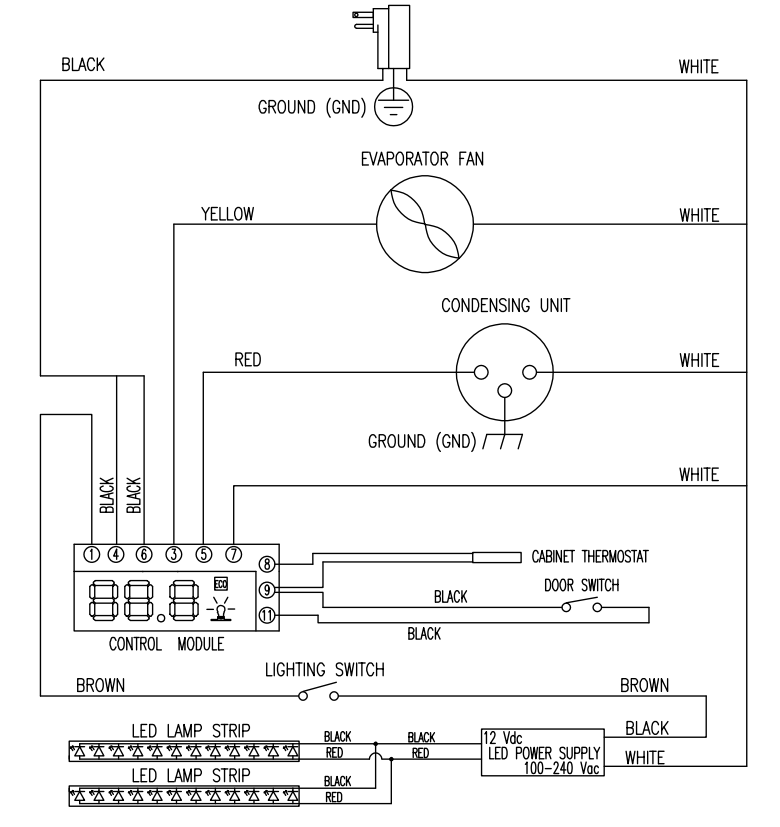 BLACK
WHITE
GROUND (GND)
EVAPORATOR FAN
YELLOW
WHITE
CONDENSING UNIT
RED
WHITE
GROUND (GND)
WHITE
BLACK
BLACK
1 4 6 3 5 7
8
CABINET THERMOSTAT
88.8
ECO
9
DOOR SWITCH
BLACK
11
BLACK
CONTROL MODULE
LIGHTING SWITCH
BROWN
BROWN
LED LAMP STRIP
BLACK
BLACK
12 Vdc
BLACK
RED
RED
LED POWER SUPPLY
WHITE
100-240 Vac
LED LAMP STRIP
BLACK
RED